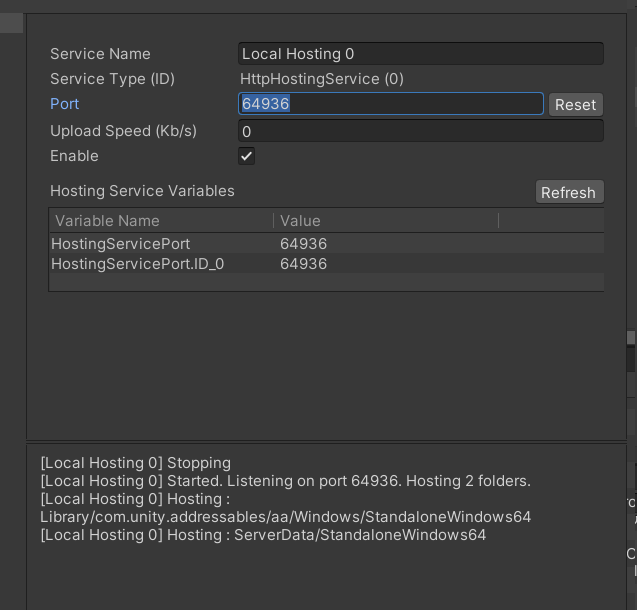 Service Name Local Hosting 0
Service Type (ID) HttpHostingService (0)
Port 64936 Reset
Upload Speed (Kb/s) 0
Enable
Hosting Service Variables Refresh
Variable Name Value
HostingServicePort 64936
HostingServicePort.ID_0 64936
[Local Hosting 0] Stopping
[Local Hosting 0] Started. Listening on port 64936. Hosting 2 folders.
[Local Hosting 0] Hosting :
Library/com.unity.addressables/aa/Windows/StandaloneWindows64
[Local Hosting 0] Hosting : ServerData/StandaloneWindows64